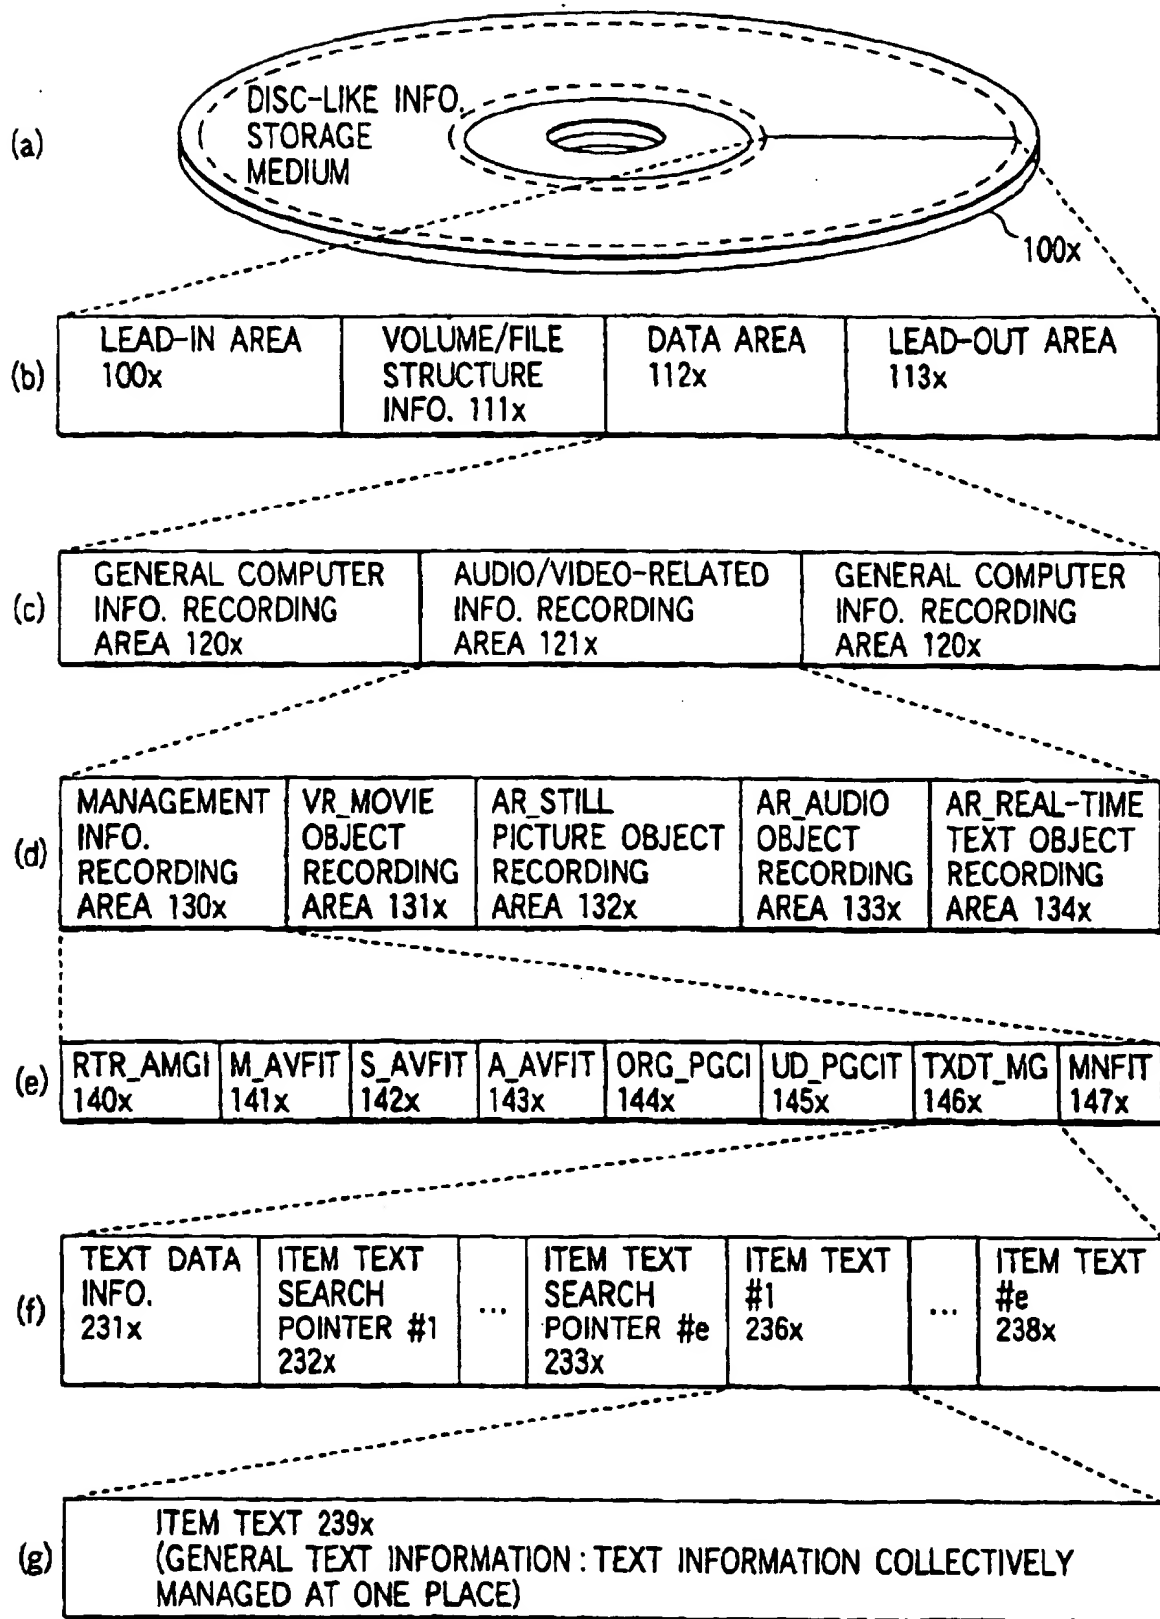 (a)
DISC-LIKE INFO.
STORAGE
MEDIUM
100x
(b)
LEAD-IN AREA
100x
VOLUME/FILE
STRUCTURE
INFO. 111x
DATA AREA
112x
LEAD-OUT AREA
113x
(c)
GENERAL COMPUTER
INFO. RECORDING
AREA 120x
AUDIO/VIDEO-RELATED
INFO. RECORDING
AREA 121x
GENERAL COMPUTER
INFO. RECORDING
AREA 120x
(d)
MANAGEMENT
INFO.
RECORDING
AREA 130x
VR_MOVIE
OBJECT
RECORDING
AREA 131x
AR_STILL
PICTURE OBJECT
RECORDING
AREA 132x
AR_AUDIO
OBJECT
RECORDING
AREA 133x
AR_REAL-TIME
TEXT OBJECT
RECORDING
AREA 134x
(e)
RTR_AMGI
140x
M_AVFIT
141x
S_AVFIT
142x
A_AVFIT
143x
ORG_PGCI
144x
UD_PGCIT
145x
TXDT_MG
146x
MNFIT
147x
(f)
TEXT DATA
INFO.
231x
ITEM TEXT
SEARCH
POINTER #1
232x
...
ITEM TEXT
SEARCH
POINTER #e
233x
ITEM TEXT
#1
236x
...
ITEM TEXT
#e
238x
(g)
ITEM TEXT 239x
(GENERAL TEXT INFORMATION : TEXT INFORMATION COLLECTIVELY
MANAGED AT ONE PLACE)